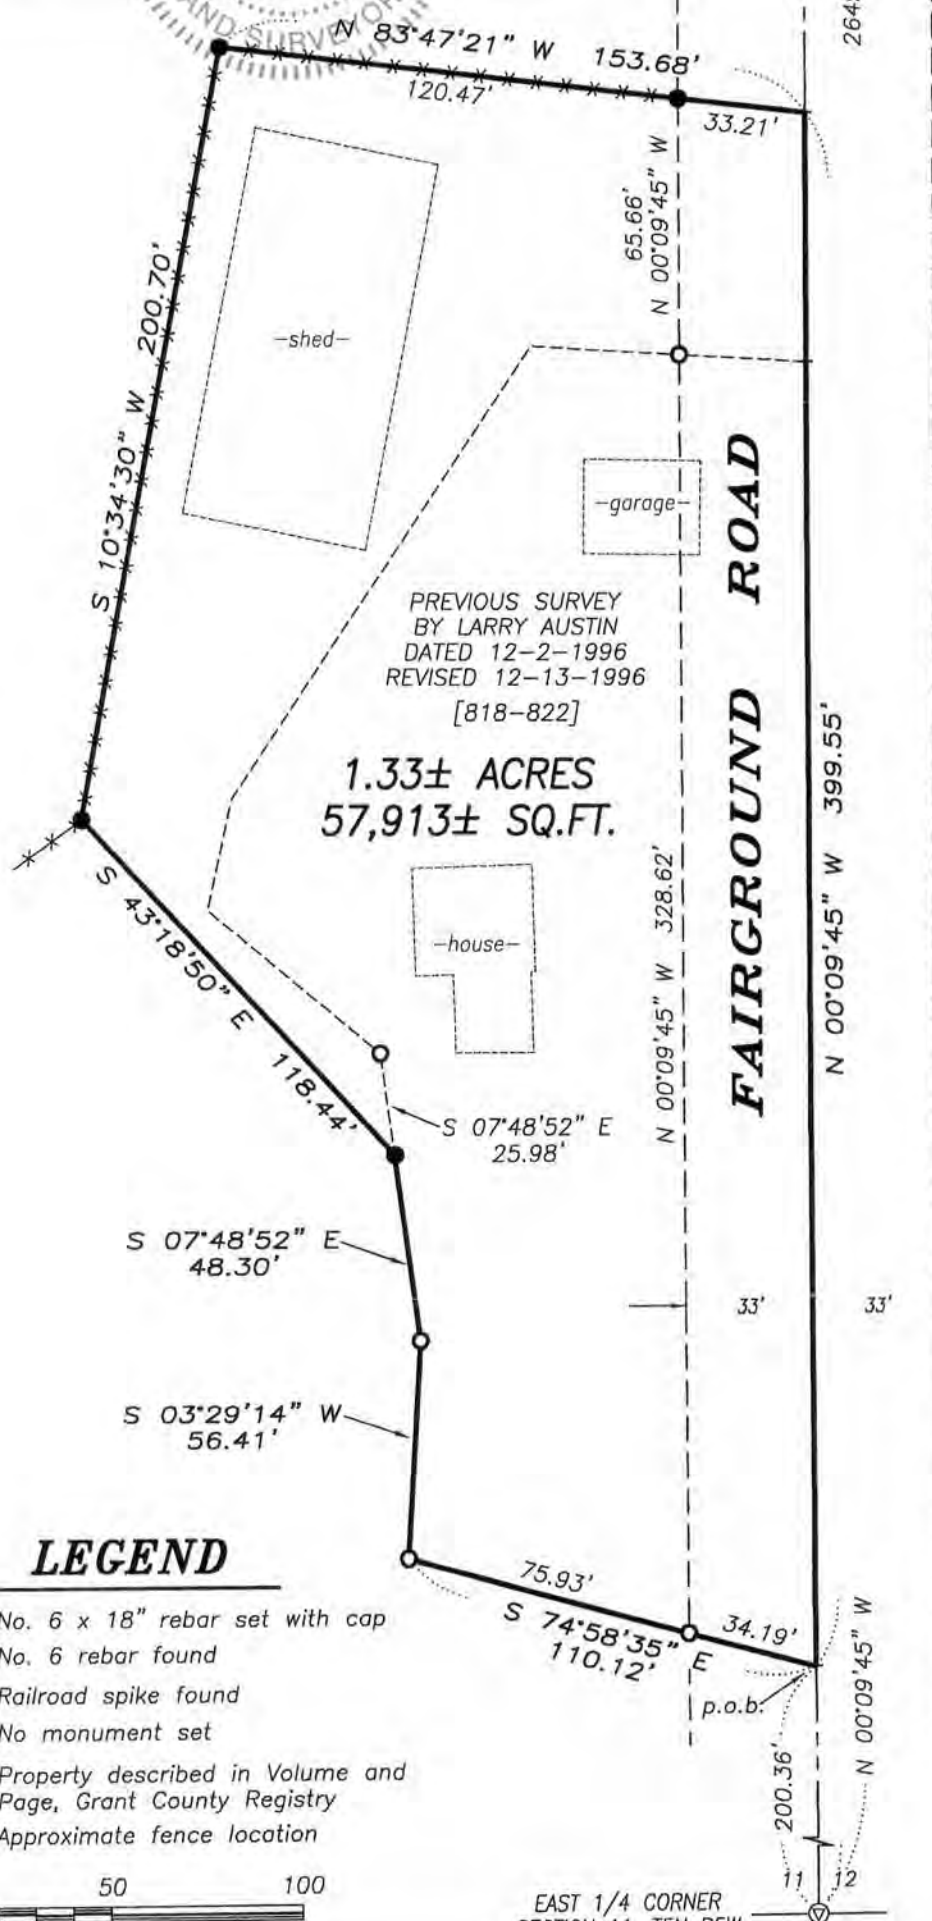 AND SURVEYOR
N 83°47'21" W 153.68'
120.47'
33.21'
65.66'
N 00°09'45" W
S 10°34'30" W 200.70'
-shed-
-garage-
PREVIOUS SURVEY
BY LARRY AUSTIN
DATED 12-2-1996
REVISED 12-13-1996
[818-822]
1.33± ACRES
57,913± SQ.FT.
FAIRGROUND ROAD
N 00°09'45" W 399.55'
N 00°09'45" W 328.62'
-house-
S 43°18'50" E 118.44'
S 07°48'52" E
25.98'
S 07°48'52" E
48.30'
33'
33'
S 03°29'14" W
56.41'
75.93'
S 74°58'35" E
110.12'
34.19'
p.o.b.
200.36'
N 00°09'45" W
LEGEND
No. 6 x 18" rebar set with cap
No. 6 rebar found
Railroad spike found
No monument set
Property described in Volume and
Page, Grant County Registry
Approximate fence location
50 100
11 12
EAST 1/4 CORNER